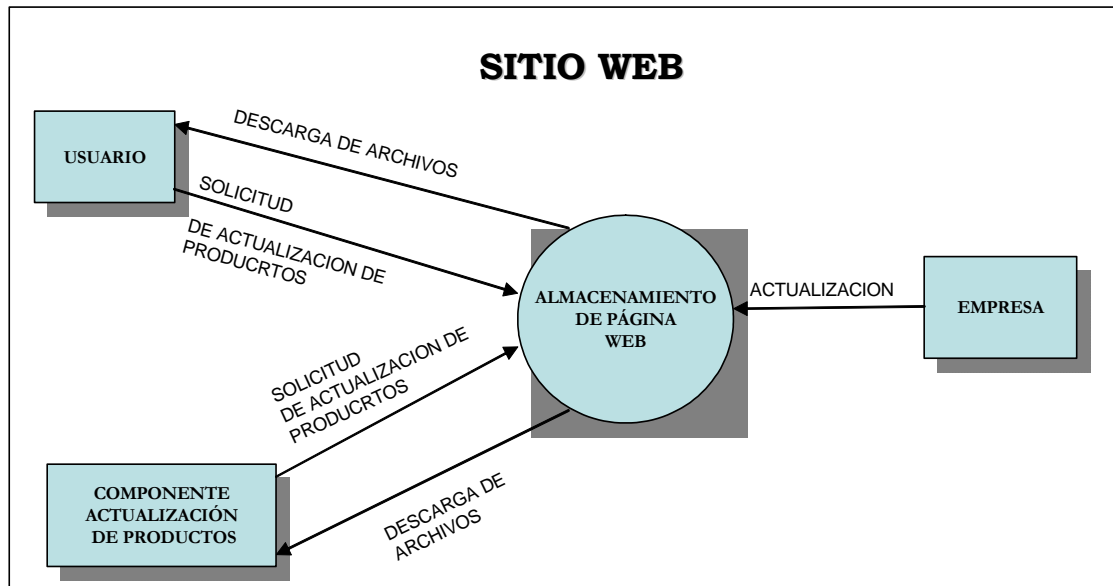 SITIO WEB
DESCARGA DE ARCHIVOS
USUARIO
SOLICITUD
DE ACTUALIZACION DE
PRODUCRTOS
ALMACENAMIENTO
DE PÁGINA
WEB
ACTUALIZACION
EMPRESA
SOLICITUD
DE ACTUALIZACION DE
PRODUCRTOS
COMPONENTE
ACTUALIZACIÓN
DE PRODUCTOS
DESCARGA DE
ARCHIVOS